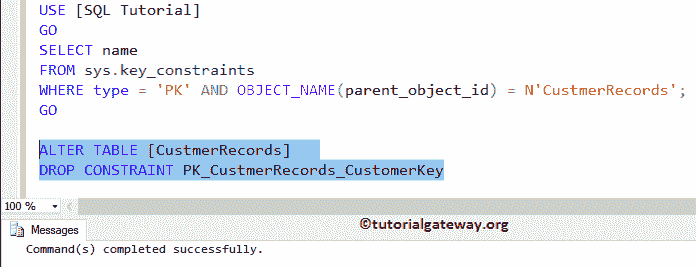 USE [SQL Tutorial]
GO
SELECT name
FROM sys.key_constraints
WHERE type = 'PK' AND OBJECT_NAME(parent_object_id) = N'CustmerRecords';
GO
ALTER TABLE [CustmerRecords]
DROP CONSTRAINT PK_CustmerRecords_CustomerKey
100 %
©tutorialgateway.org
Messages
Command(s) completed successfully.